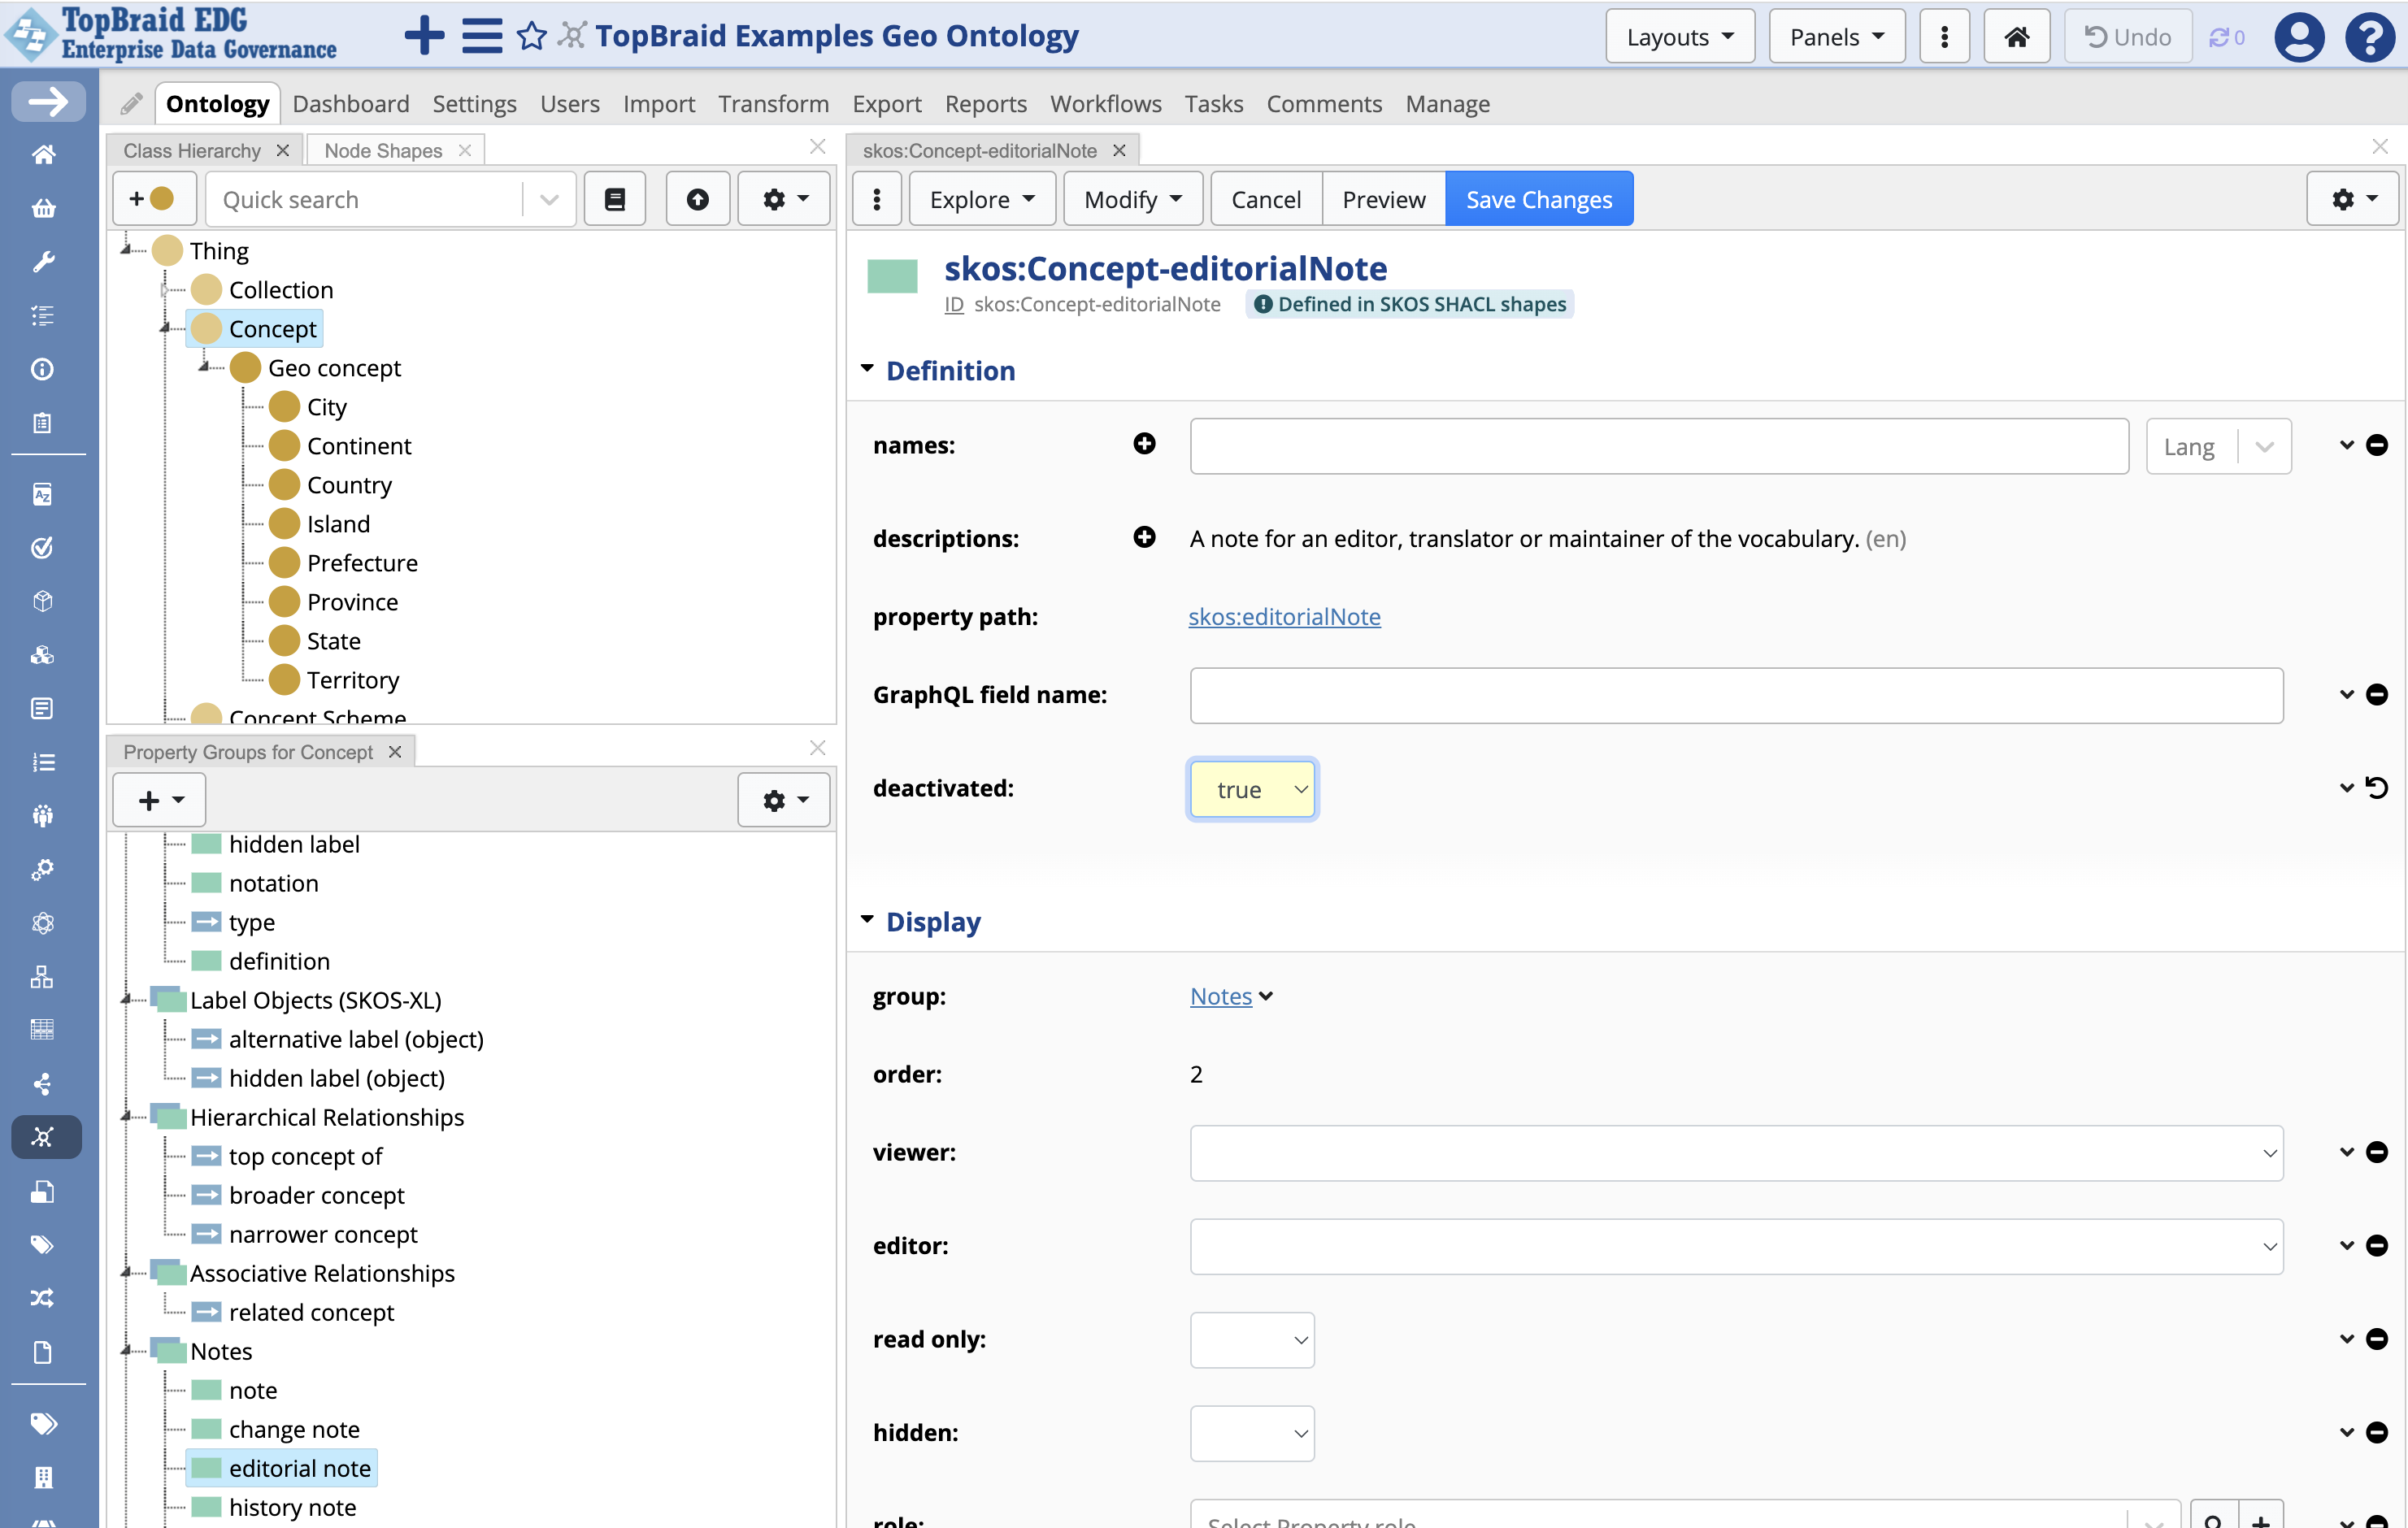 TopBraid EDG
Enterprise Data Governance
TopBraid Examples Geo Ontology
Layouts
Panels
Undo
0
Ontology
Dashboard
Settings
Users
Import
Transform
Export
Reports
Workflows
Tasks
Comments
Manage
Class Hierarchy
Node Shapes
Quick search
Thing
Collection
Concept
Geo concept
City
Continent
Country
Island
Prefecture
Province
State
Territory
Concept Scheme
Property Groups for Concept
hidden label
notation
type
definition
Label Objects (SKOS-XL)
alternative label (object)
hidden label (object)
Hierarchical Relationships
top concept of
broader concept
narrower concept
Associative Relationships
related concept
Notes
note
change note
editorial note
history note
skos:Concept-editorialNote
Explore
Modify
Cancel
Preview
Save Changes
skos:Concept-editorialNote
ID skos:Concept-editorialNote
Defined in SKOS SHACL shapes
Definition
names:
Lang
descriptions:
A note for an editor, translator or maintainer of the vocabulary. (en)
property path:
skos:editorialNote
GraphQL field name:
deactivated:
true
Display
group:
Notes
order:
2
viewer:
editor:
read only:
hidden:
role:
Select Property role